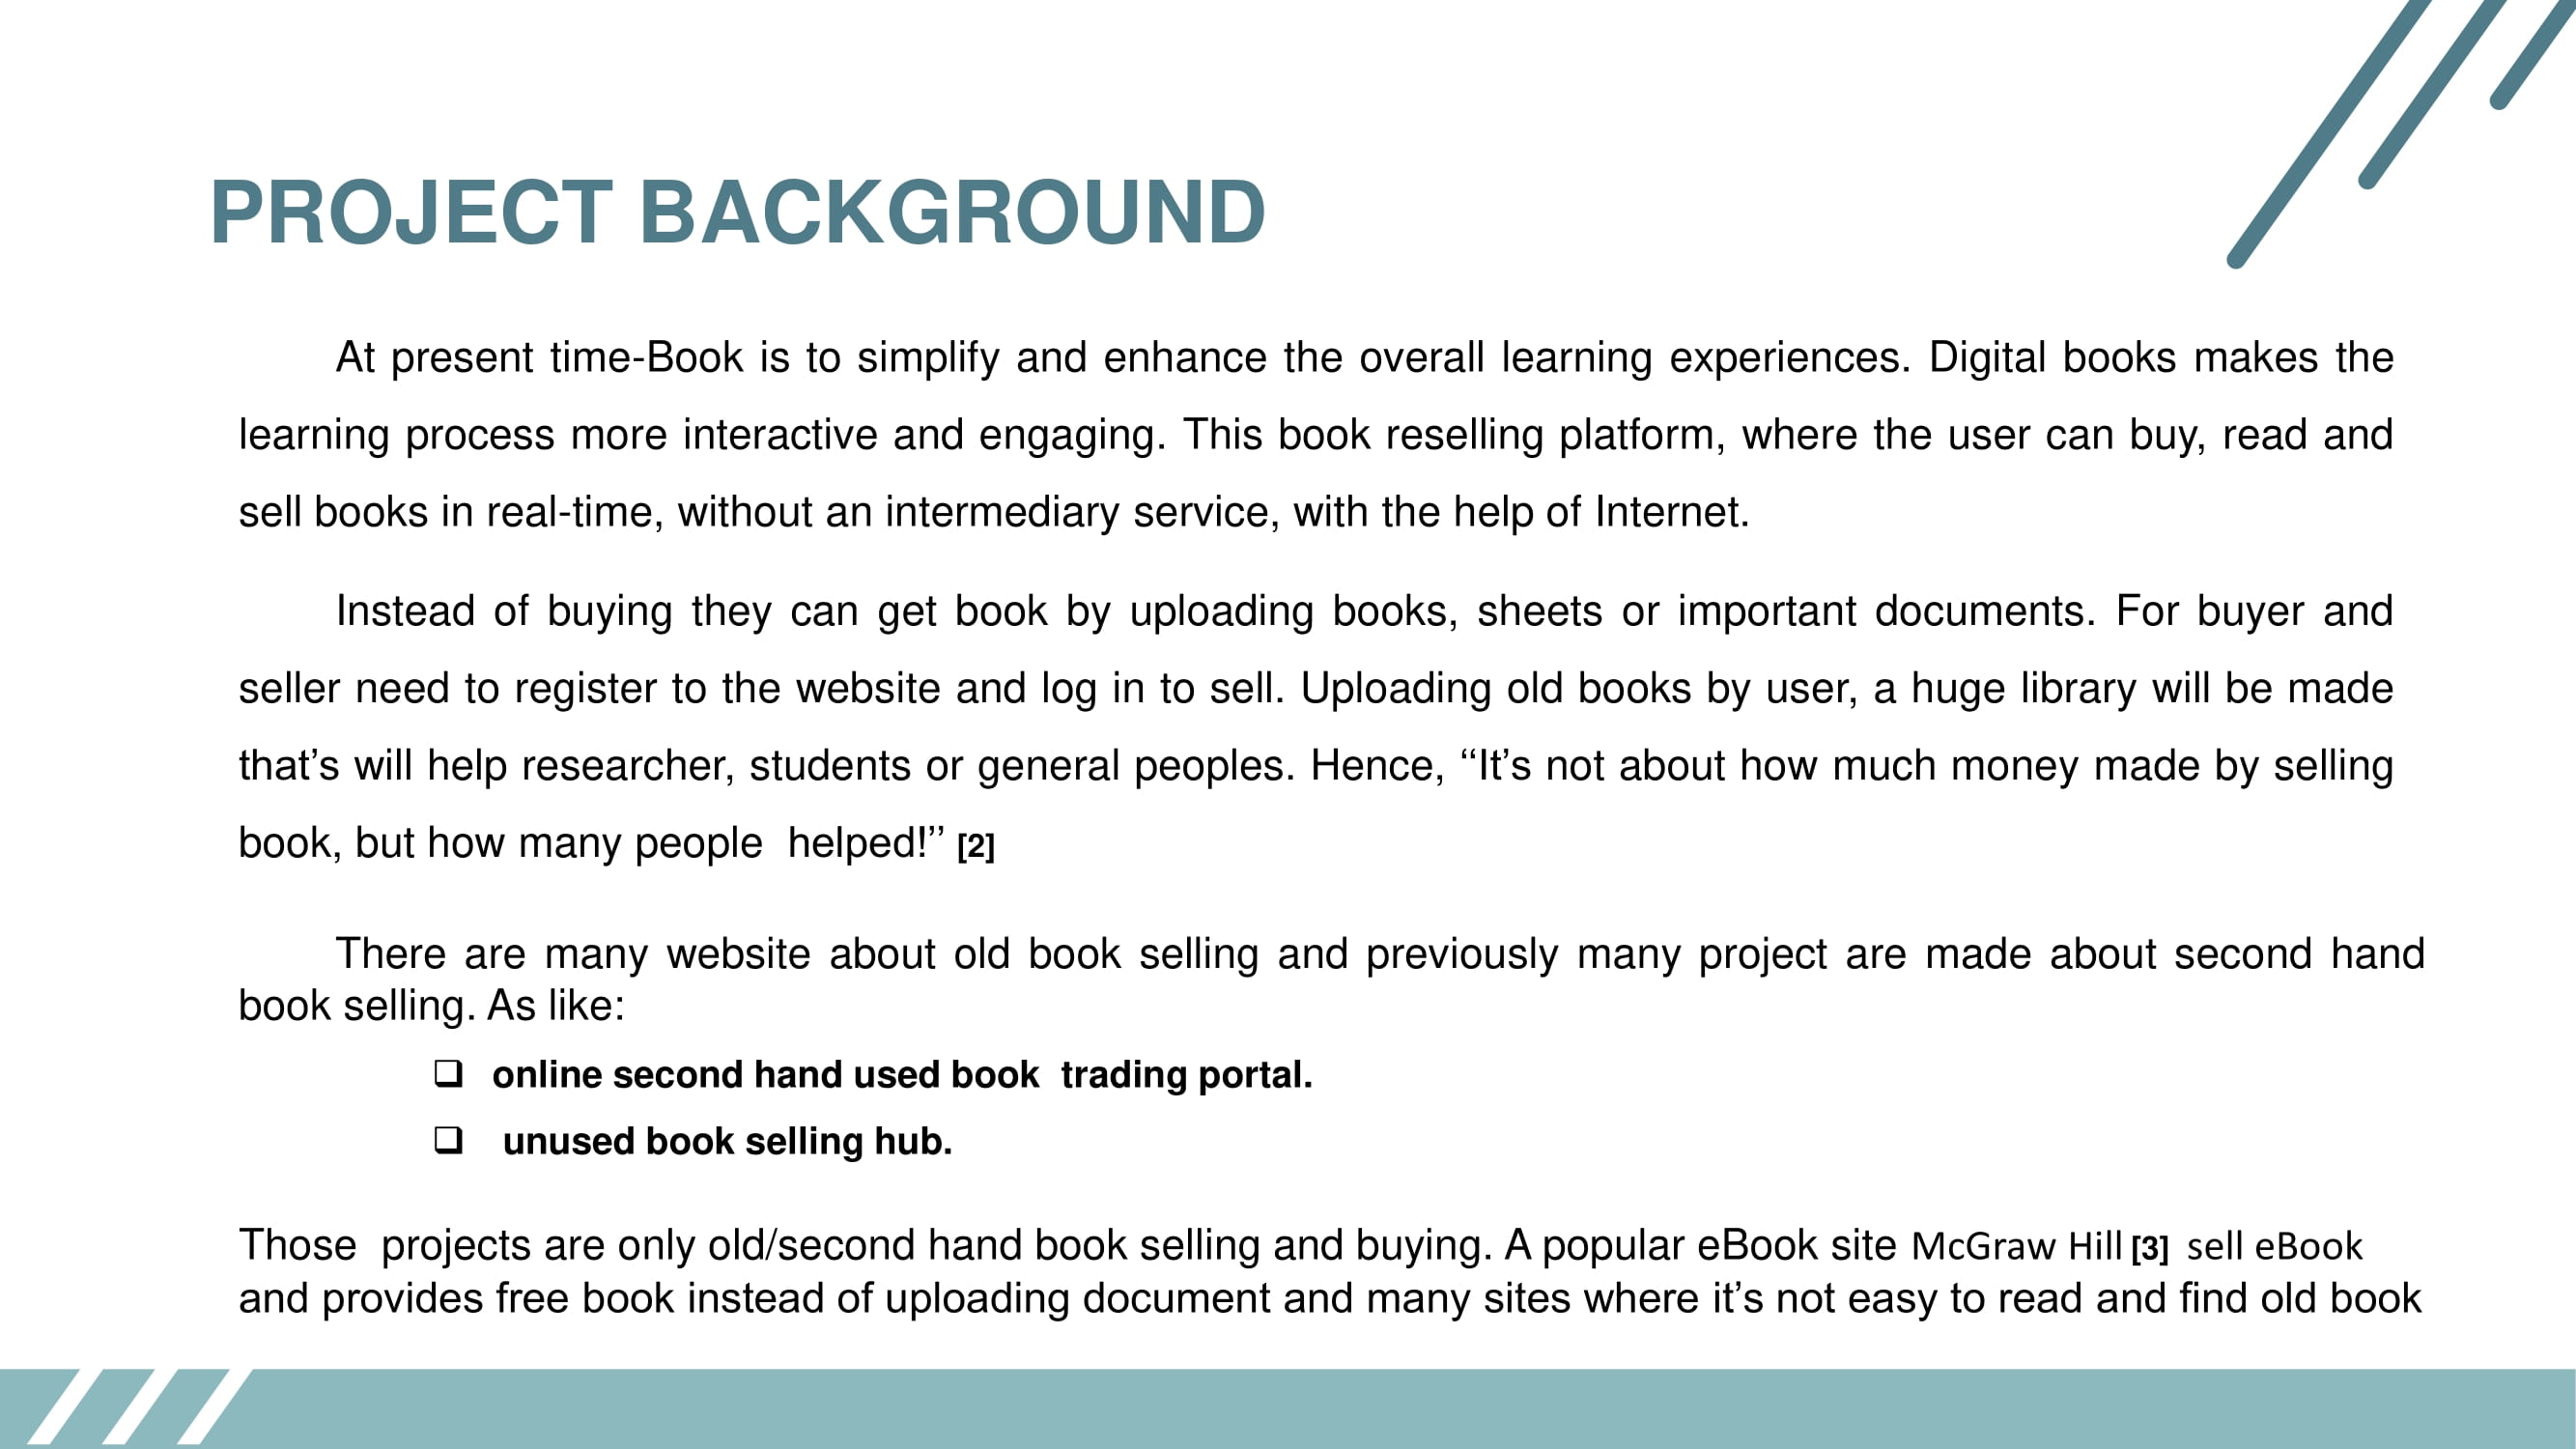 PROJECT BACKGROUND
At present time-Book is to simplify and enhance the overall learning experiences. Digital books makes the
learning process more interactive and engaging. This book reselling platform, where the user can buy, read and
sell books in real-time, without an intermediary service, with the help of Internet.
Instead of buying they can get book by uploading books, sheets or important documents. For buyer and
seller need to register to the website and log in to sell. Uploading old books by user, a huge library will be made
that’s will help researcher, students or general peoples. Hence, “It’s not about how much money made by selling
book, but how many people  helped!” [2]
There are many website about old book selling and previously many project are made about second hand
book selling. As like:
❑ online second hand used book  trading portal.
❑ unused book selling hub.
Those  projects are only old/second hand book selling and buying. A popular eBook site McGraw Hill [3] sell eBook
and provides free book instead of uploading document and many sites where it’s not easy to read and find old book